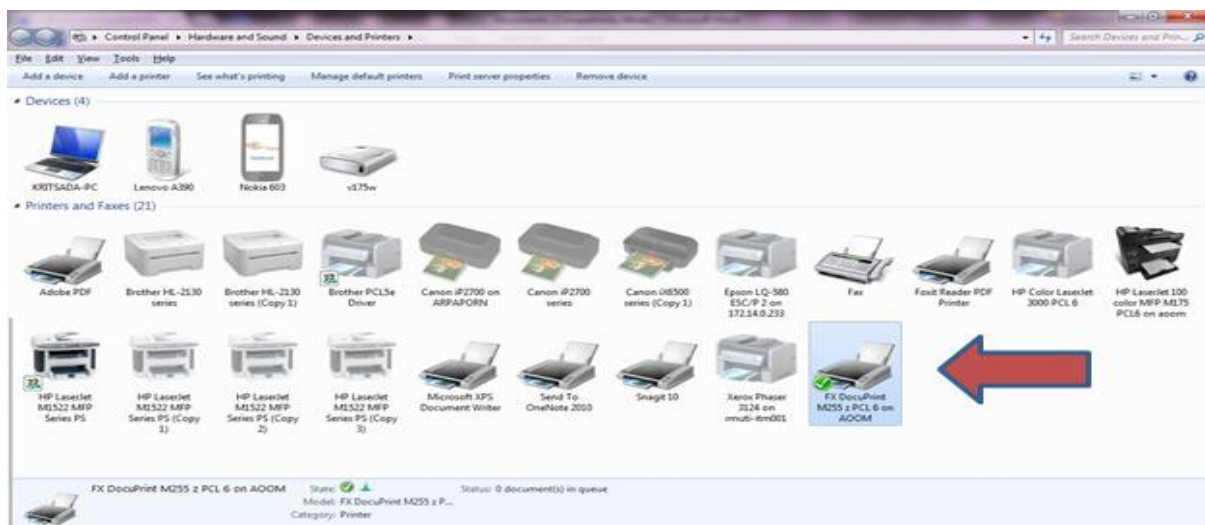 Control Panel ▸ Hardware and Sound ▸ Devices and Printers ▸
Search Devices and Prin...
File Edit View Tools Help
Add a device Add a printer See what's printing Manage default printers Print server properties Remove device
Devices (4)
KRITSADA-PC
Lenovo A390
Nokia 603
v175w
Printers and Faxes (21)
Adobe PDF
Brother HL-2130
series
Brother HL-2130
series (Copy 1)
Brother PCL5e
Driver
Canon iP2700 on
ARPAPORN
Canon iP2700
series
Canon iX6500
series (Copy 1)
Epson LQ-580
ESC/P 2 on
172.14.0.233
Fax
Foxit Reader PDF
Printer
HP Color LaserJet
3000 PCL 6
HP LaserJet 100
color MFP M175
PCL6 on aoom
HP LaserJet
M1522 MFP
Series PS
HP LaserJet
M1522 MFP
Series PS (Copy
1)
HP LaserJet
M1522 MFP
Series PS (Copy
2)
HP LaserJet
M1522 MFP
Series PS (Copy
3)
Microsoft XPS
Document Writer
Send To
OneNote 2010
Snagit 10
Xerox Phaser
3124 on
rmuti-itm001
FX DocuPrint
M255 z PCL 6 on
AOOM
FX DocuPrint M255 z PCL 6 on AOOM State: Status: 0 document(s) in queue
Model: FX DocuPrint M255 z P...
Category: Printer